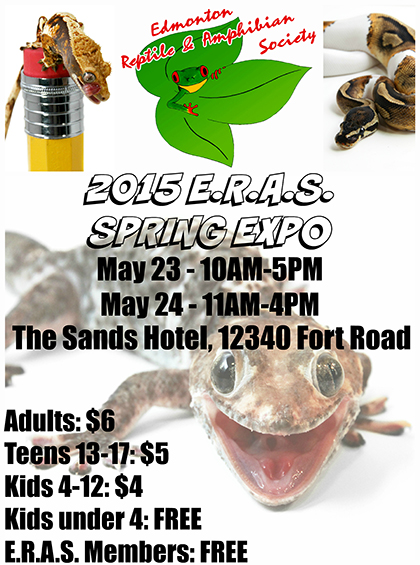 Edmonton
Reptile & Amphibian
Society
2015 E.R.A.S.
SPRING EXPO
May 23 - 10AM-5PM
May 24 - 11AM-4PM
The Sands Hotel, 12340 Fort Road
Adults: $6
Teens 13-17: $5
Kids 4-12: $4
Kids under 4: FREE
E.R.A.S. Members: FREE